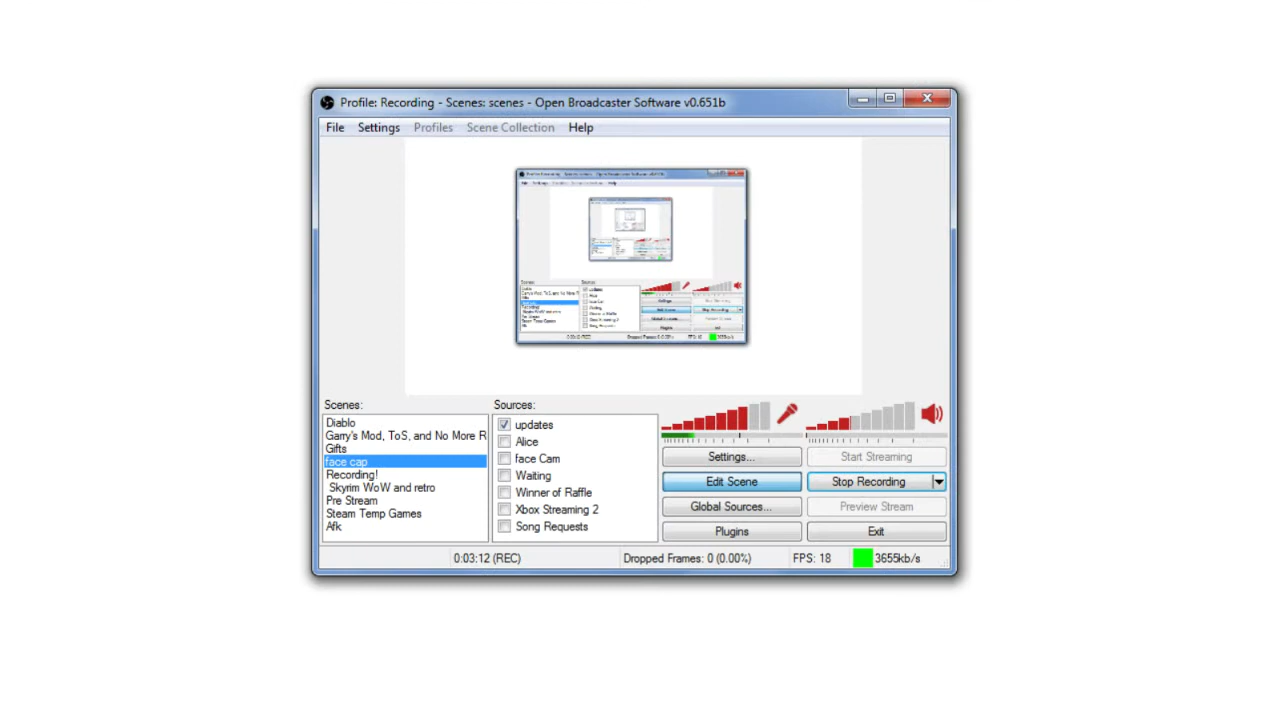 Profile: Recording - Scenes: scenes - Open Broadcaster Software v0.651b
File Settings Profiles Scene Collection Help
Scenes:
Diablo
Garry's Mod, ToS, and No More R
Gifts
face cap
Recording!
Skyrim WoW and retro
Pre Stream
Steam Temp Games
Afk
Sources:
updates
Alice
face Cam
Waiting
Winner of Raffle
Xbox Streaming 2
Song Requests
Settings... Start Streaming
Edit Scene Stop Recording
Global Sources... Preview Stream
Plugins Exit
0:03:12 (REC) Dropped Frames: 0 (0.00%) FPS: 18 3655kb/s